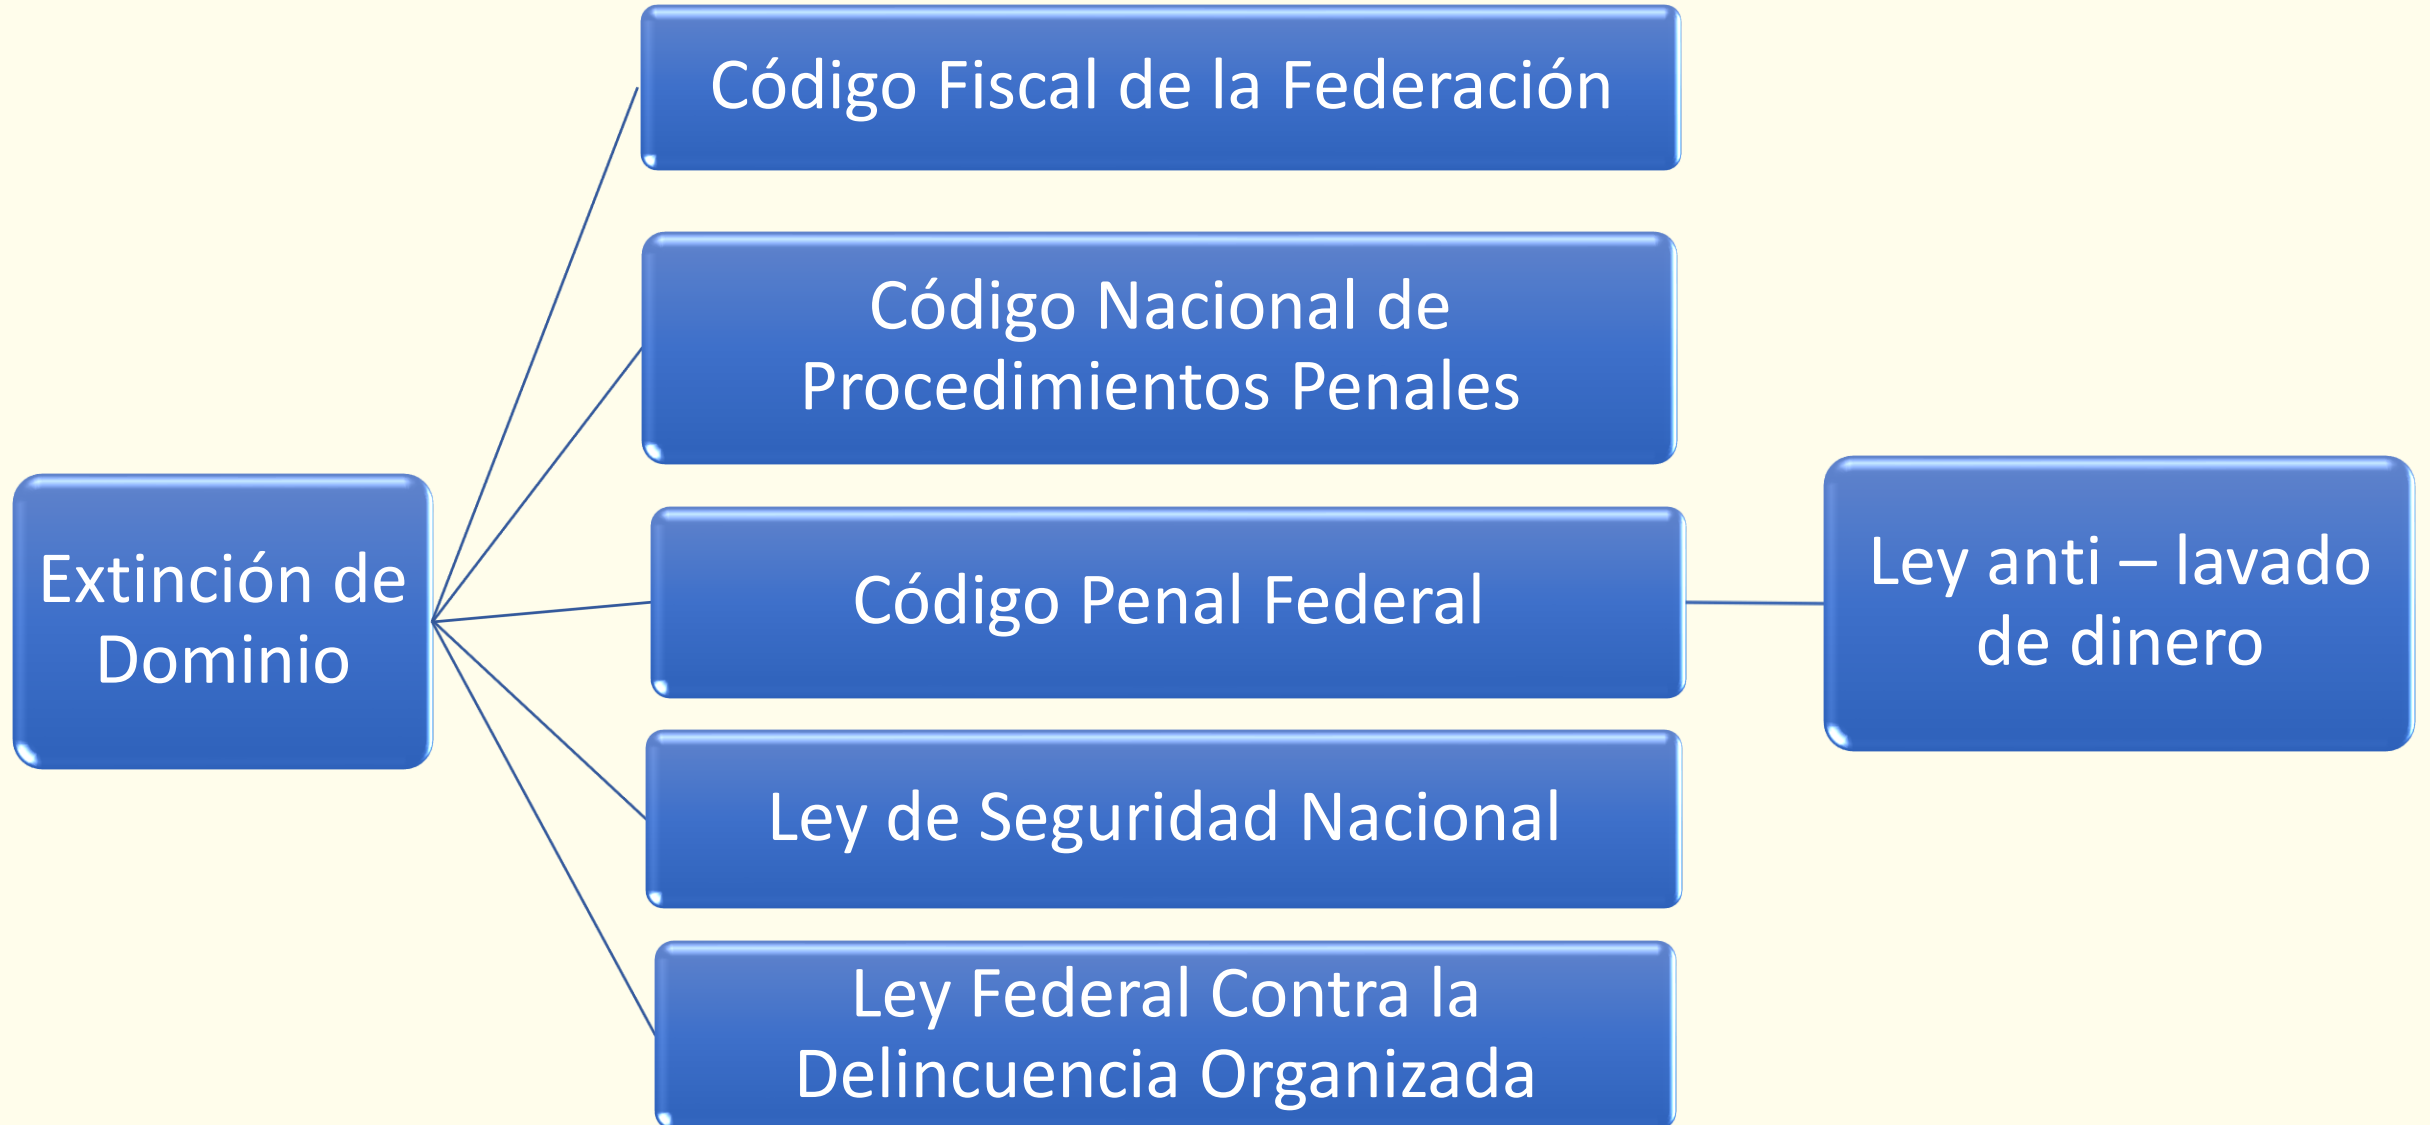 Código Fiscal de la Federación
Código Nacional de
Procedimientos Penales
Extinción de
Dominio
Código Penal Federal
Ley anti – lavado
de dinero
Ley de Seguridad Nacional
Ley Federal Contra la
Delincuencia Organizada